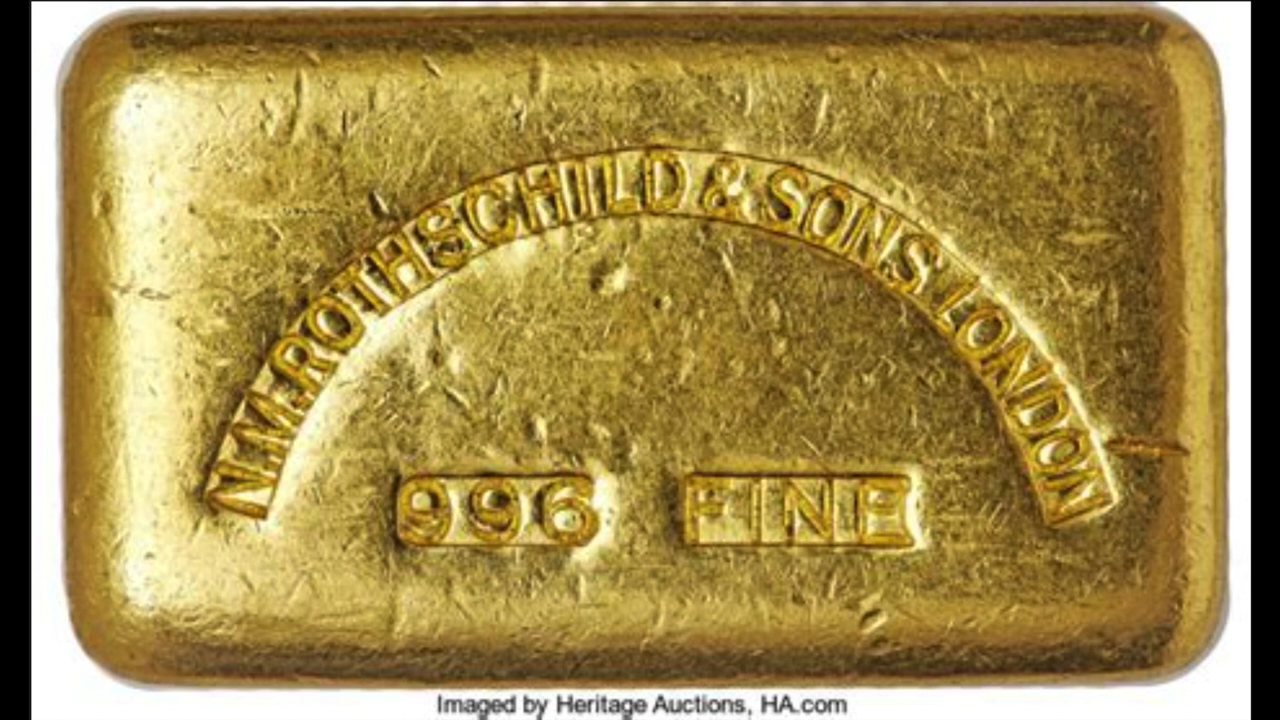 N.M.ROTHSCHILD & SONS. LONDON
996 FINE
Imaged by Heritage Auctions, HA.com